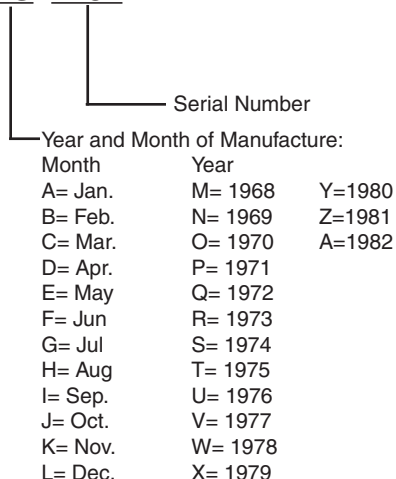 Serial Number
Year and Month of Manufacture:
Month Year
A= Jan. M= 1968 Y=1980
B= Feb. N= 1969 Z=1981
C= Mar. O= 1970 A=1982
D= Apr. P= 1971
E= May Q= 1972
F= Jun R= 1973
G= Jul S= 1974
H= Aug T= 1975
I= Sep. U= 1976
J= Oct. V= 1977
K= Nov. W= 1978
L= Dec. X= 1979